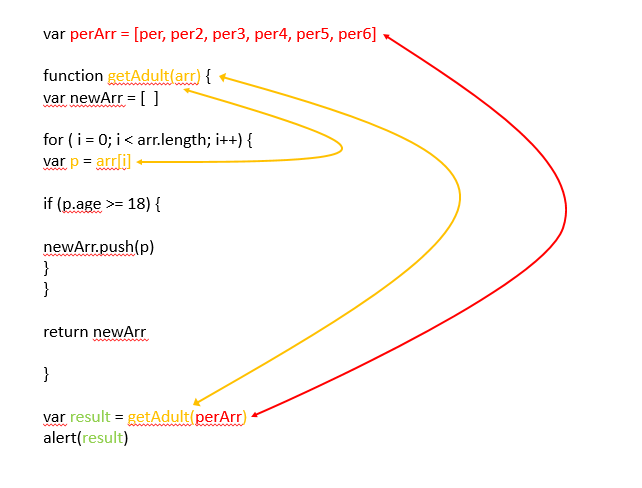 var perArr = [per, per2, per3, per4, per5, per6]
function getAdult(arr) {
var newArr = [ ]
for ( i = 0; i < arr.length; i++) {
var p = arr[i]
if (p.age >= 18) {
newArr.push(p)
}
}
return newArr
}
var result = getAdult(perArr)
alert(result)